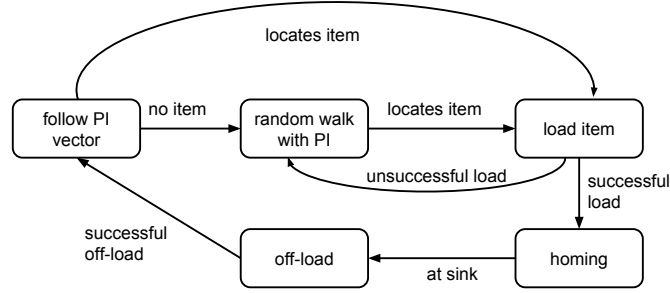 locates item
follow PI
vector
no item
random walk
with PI
locates item
load item
unsuccessful load
successful
load
successful
off-load
off-load
at sink
homing